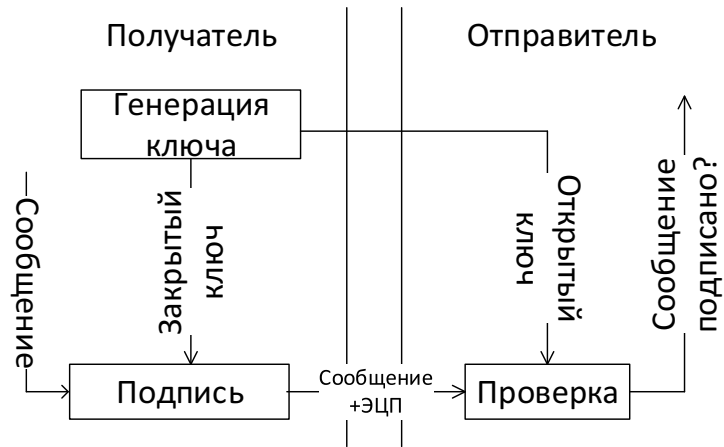 Получатель
Отправитель
Генерация
ключа
Сообщение
Закрытый
ключ
Открытый
ключ
Сообщение
подписано?
Подпись
Сообщение
+ЭЦП
Проверка